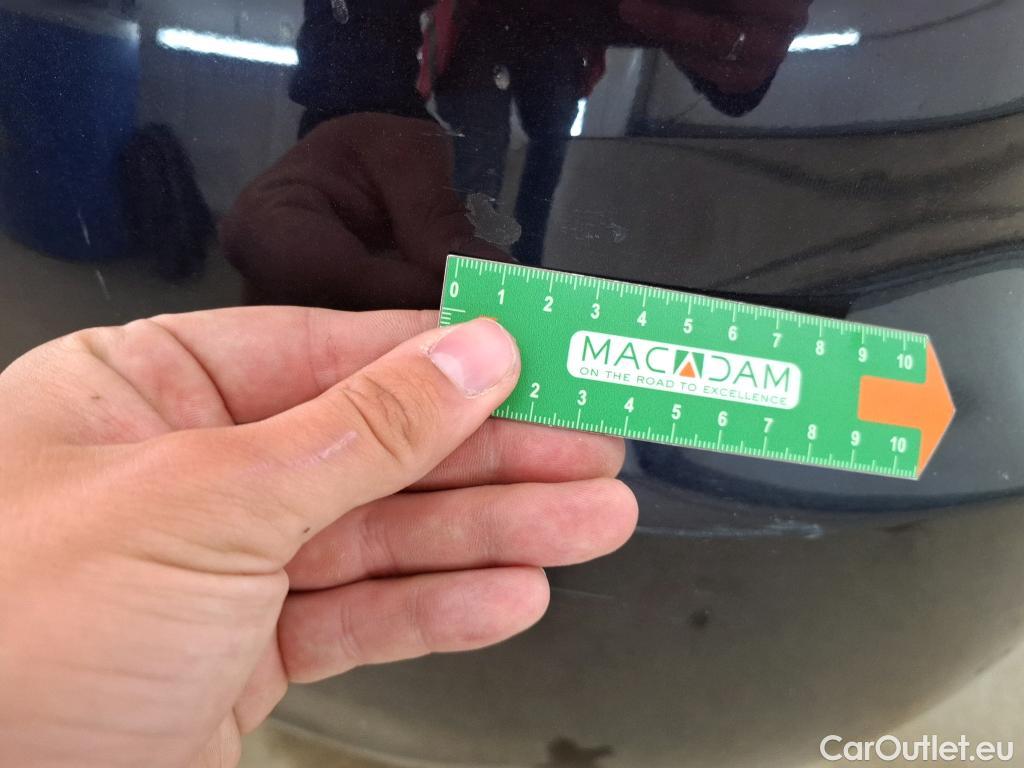 0 1 2 3 4 5 6 7 8 9 10
MACADAM
ON THE ROAD TO EXCELLENCE
2 3 4 5 6 7 8 9 10
CarOutlet.eu